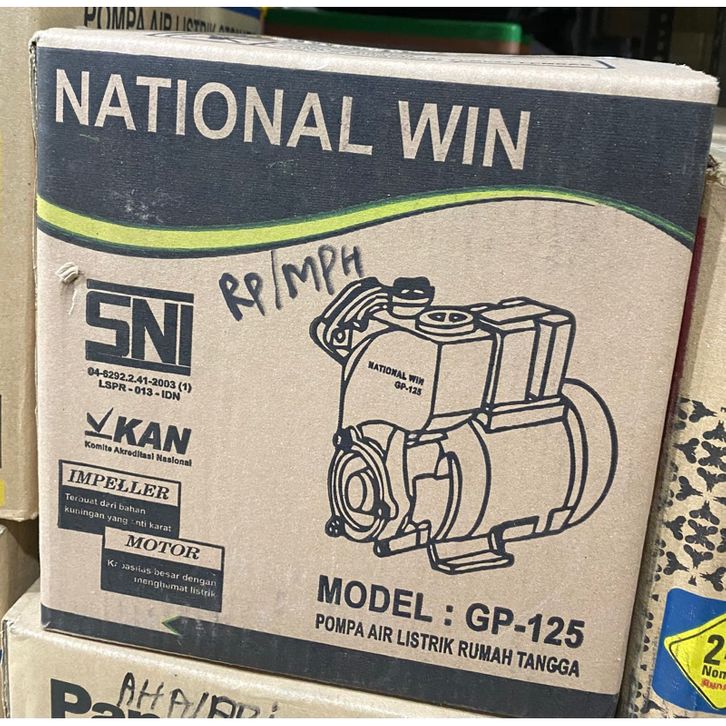 POMPA AIR LISTRIK
NATIONAL WIN
RP/MPH
SNI
04-6292.2.41-2003 (1)
LSPR - 013 - IDN
KAN
Komite Akreditasi Nasional
NATIONAL WIN
GP-125
IMPELLER
Terbuat dari bahan
kuningan yang anti karat
MOTOR
Kapasitas besar dengan
menghemat listrik
MODEL : GP-125
POMPA AIR LISTRIK RUMAH TANGGA